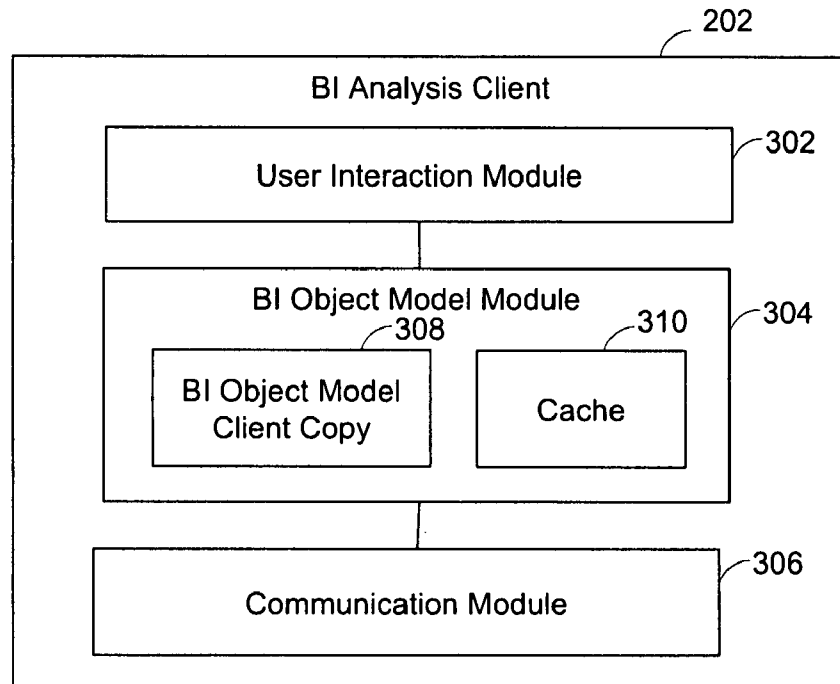 202
BI Analysis Client
302
User Interaction Module
BI Object Model Module
304
308
310
BI Object Model
Client Copy
Cache
306
Communication Module